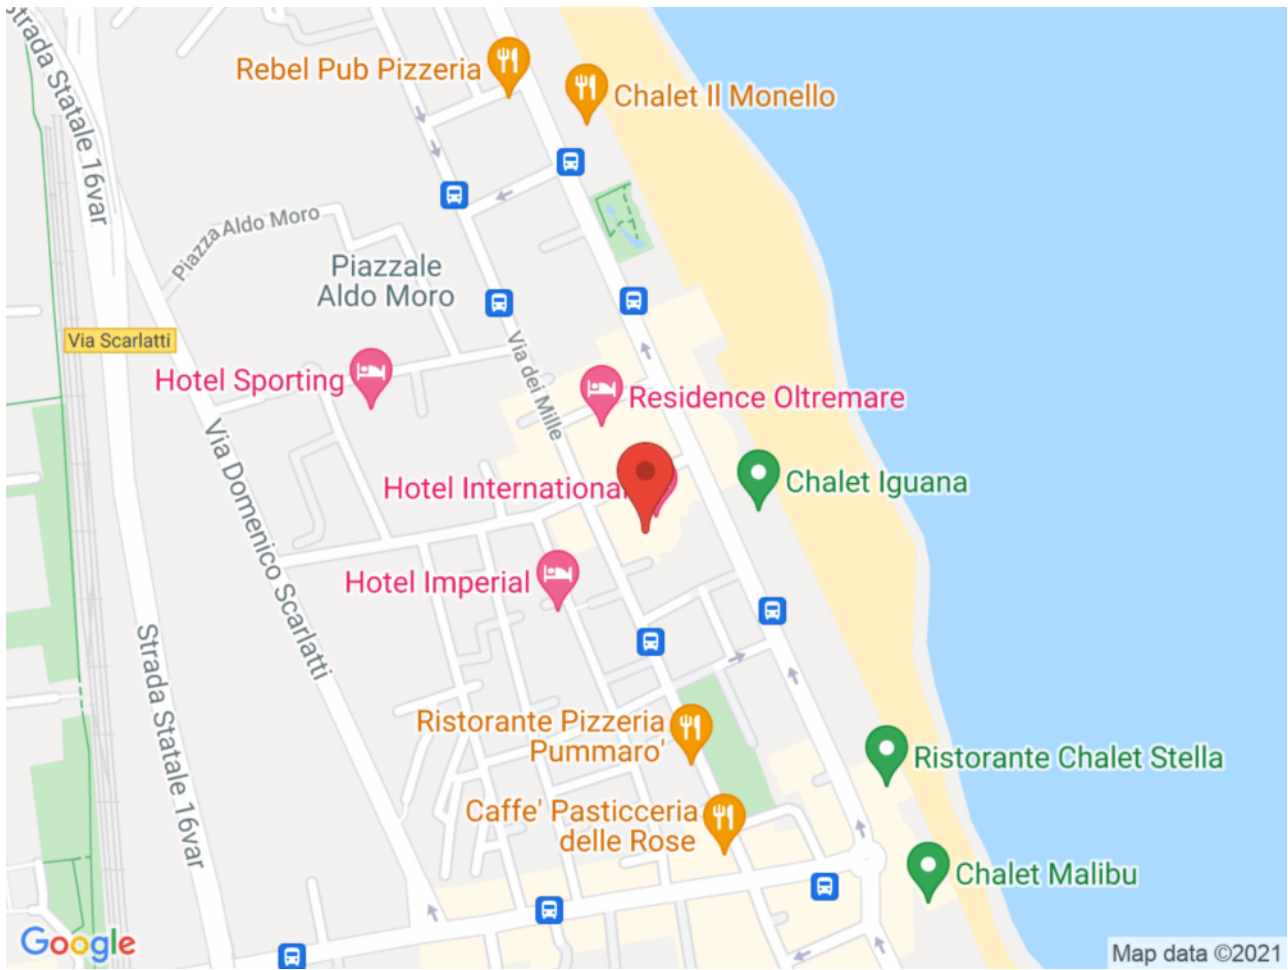 Strada Statale 16var
Rebel Pub Pizzeria
Chalet Il Monello
Piazza Aldo Moro
Piazzale
Aldo Moro
Via Scarlatti
Via dei Mille
Hotel Sporting
Residence Oltremare
Via Domenico Scarlatti
Hotel International
Chalet Iguana
Hotel Imperial
Strada Statale 16var
Ristorante Pizzeria
Pummaro'
Ristorante Chalet Stella
Caffe' Pasticceria
delle Rose
Chalet Malibu
Google
Map data ©2021